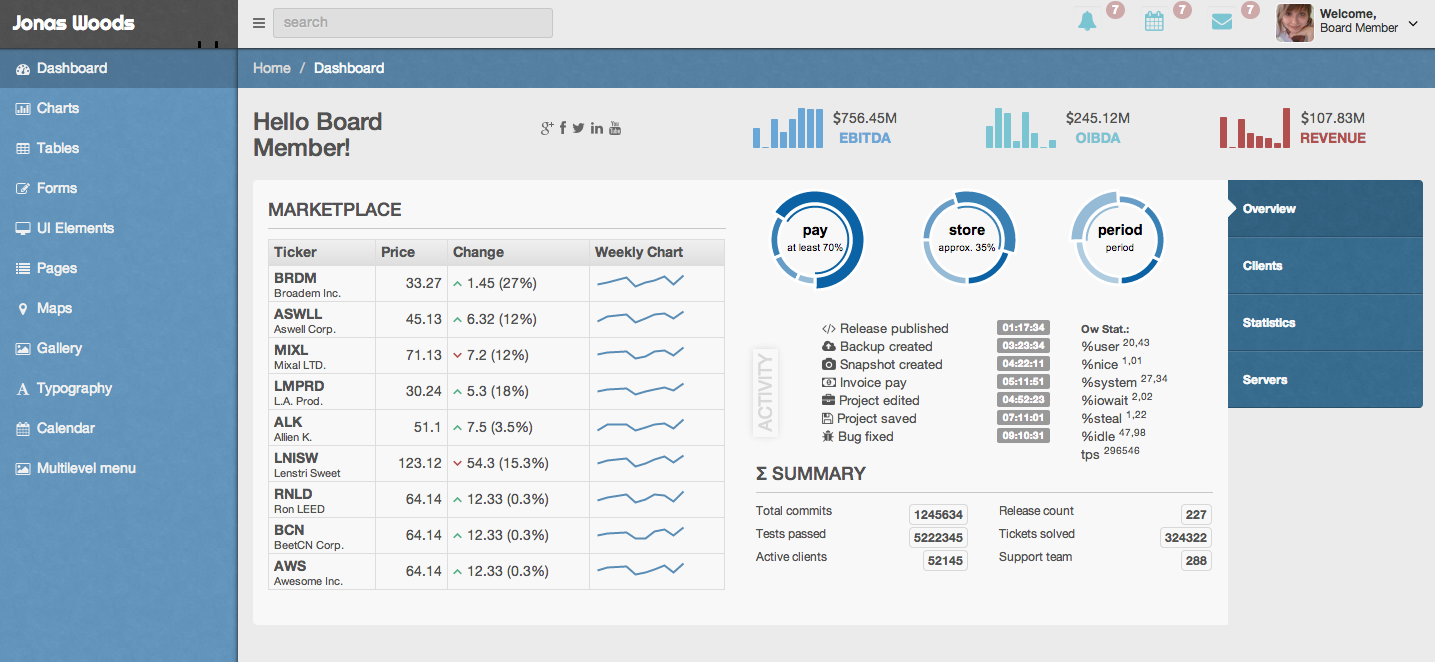 Jonas Woods
search
7
7
7
Welcome,
Board Member
Dashboard
Charts
Tables
Forms
UI Elements
Pages
Maps
Gallery
Typography
Calendar
Multilevel menu
Home / Dashboard
Hello Board
Member!
$756.45M
EBITDA
$245.12M
OIBDA
$107.83M
REVENUE
MARKETPLACE
Ticker Price Change Weekly Chart
BRDM
Broadem Inc.
33.27 1.45 (27%)
ASWLL
Aswell Corp.
45.13 6.32 (12%)
MIXL
Mixal LTD.
71.13 7.2 (12%)
LMPRD
L.A. Prod.
30.24 5.3 (18%)
ALK
Allien K.
51.1 7.5 (3.5%)
LNISW
Lenstri Sweet
123.12 54.3 (15.3%)
RNLD
Ron LEED
64.14 12.33 (0.3%)
BCN
BeetCN Corp.
64.14 12.33 (0.3%)
AWS
Awesome Inc.
64.14 12.33 (0.3%)
pay
at least 70%
store
approx. 35%
period
period
ACTIVITY
Release published 01:17:34
Backup created 03:23:34
Snapshot created 04:22:11
Invoice pay 05:11:51
Project edited 04:52:23
Project saved 07:11:01
Bug fixed 09:10:31
Ow Stat.:
%user 20,43
%nice 1,01
%system 27,34
%iowait 2,02
%steal 1,22
%idle 47,98
tps 296546
Σ SUMMARY
Total commits 1245634
Tests passed 5222345
Active clients 52145
Release count 227
Tickets solved 324322
Support team 288
Overview
Clients
Statistics
Servers